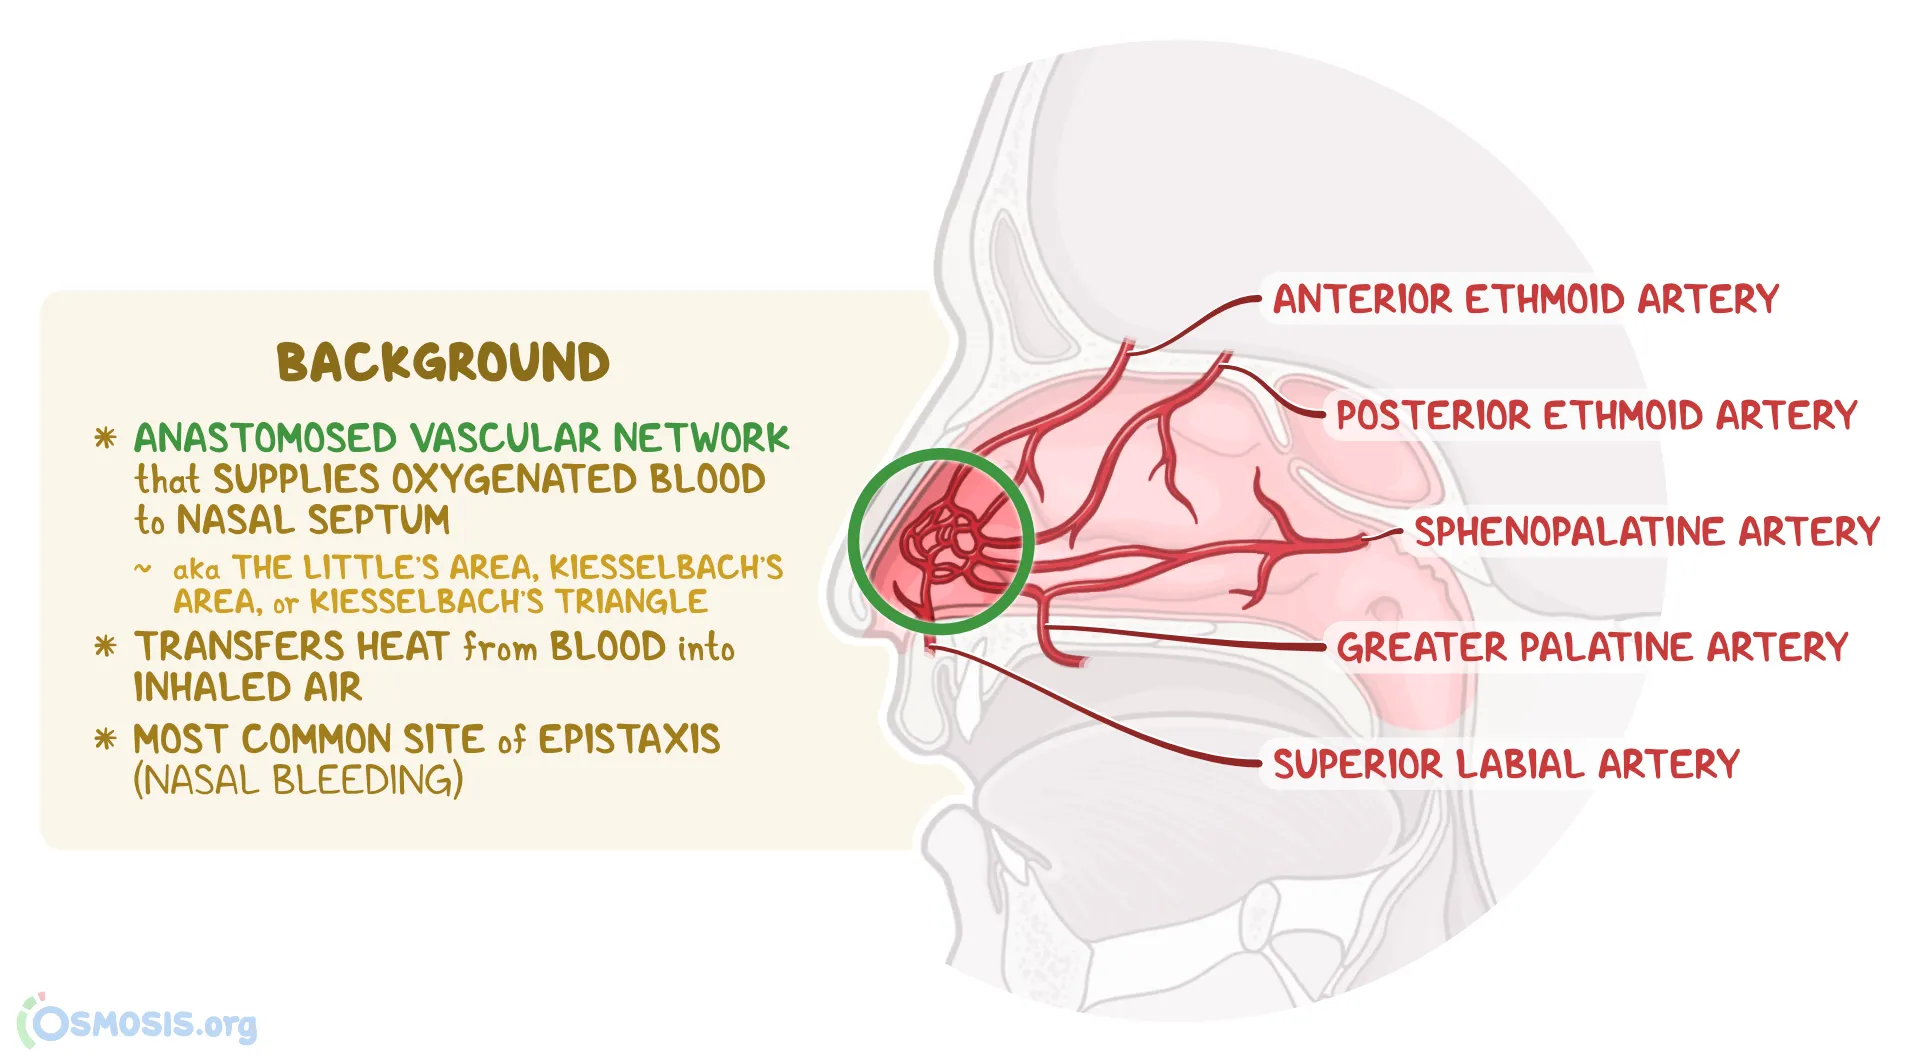 BACKGROUND
* ANASTOMOSED VASCULAR NETWORK
that SUPPLIES OXYGENATED BLOOD
to NASAL SEPTUM
~ aka THE LITTLE'S AREA, KIESSELBACH'S
AREA, or KIESSELBACH'S TRIANGLE
* TRANSFERS HEAT from BLOOD into
INHALED AIR
* MOST COMMON SITE of EPISTAXIS
(NASAL BLEEDING)
ANTERIOR ETHMOID ARTERY
POSTERIOR ETHMOID ARTERY
SPHENOPALATINE ARTERY
GREATER PALATINE ARTERY
SUPERIOR LABIAL ARTERY
OSMOSIS.org